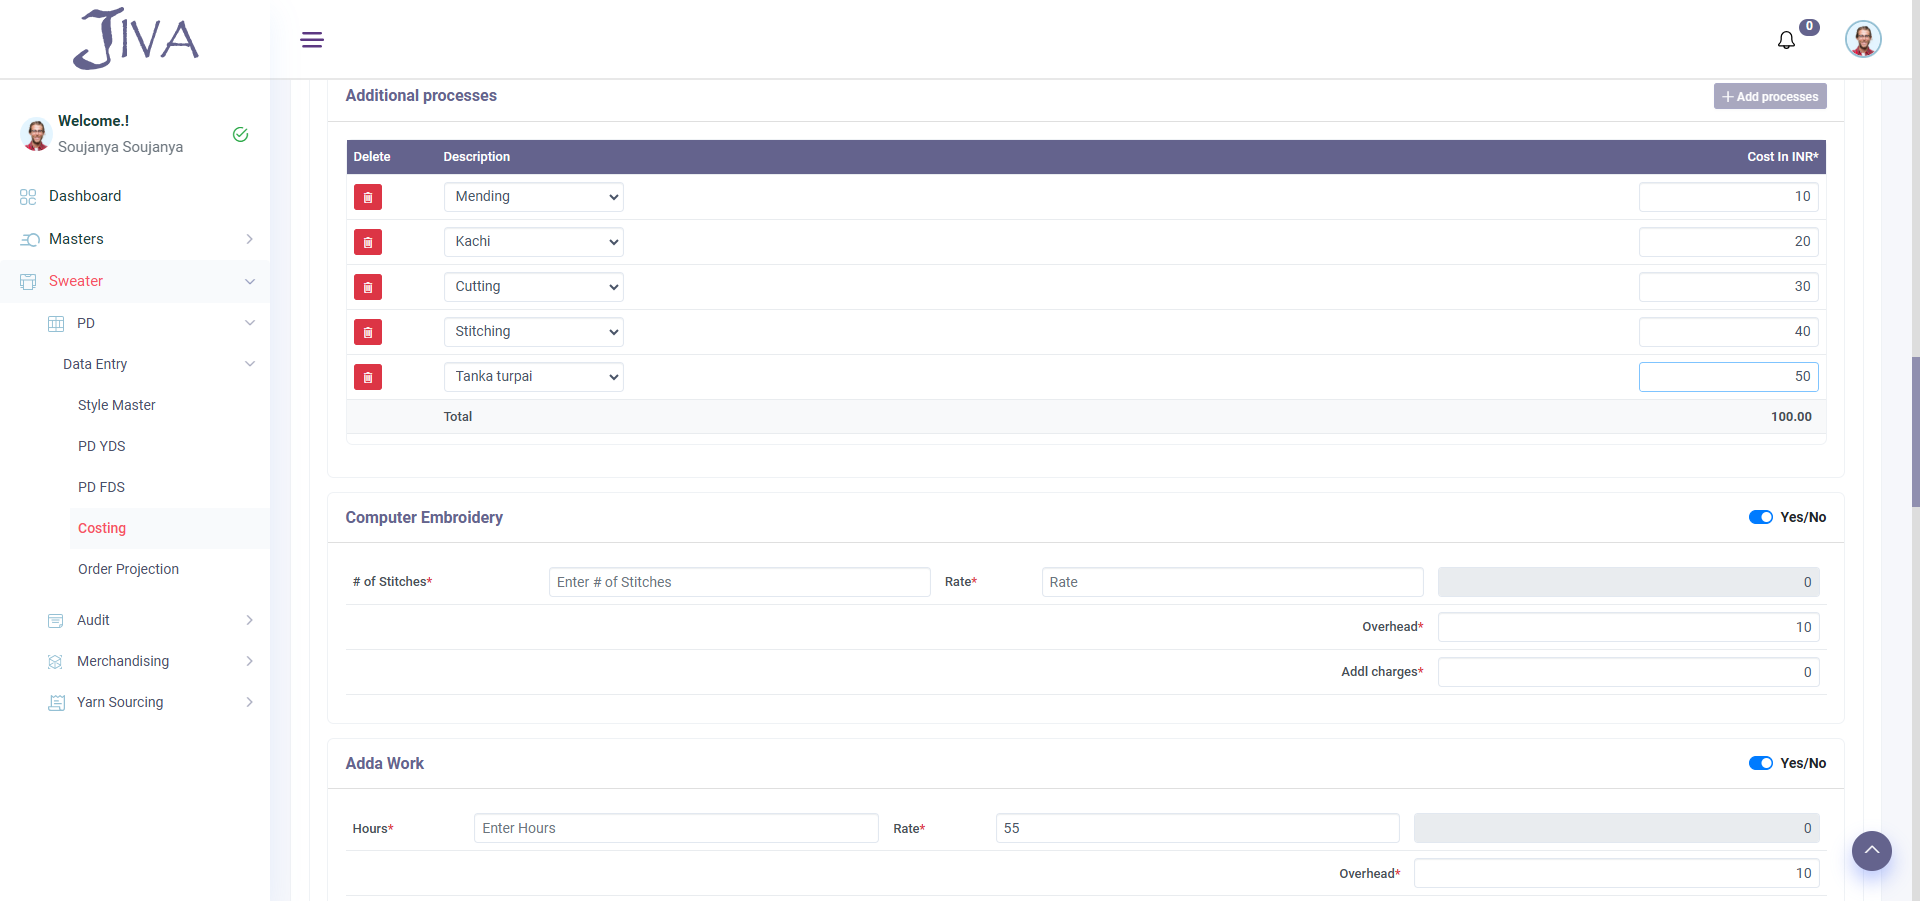 JIVA
0
Welcome.!
Soujanya Soujanya
Dashboard
Masters
Sweater
PD
Data Entry
Style Master
PD YDS
PD FDS
Costing
Order Projection
Audit
Merchandising
Yarn Sourcing
Additional processes
+ Add processes
Delete Description Cost In INR*
Mending 10
Kachi 20
Cutting 30
Stitching 40
Tanka turpai 50
Total 100.00
Computer Embroidery Yes/No
# of Stitches* Enter # of Stitches Rate* Rate 0
Overhead* 10
Addl charges* 0
Adda Work Yes/No
Hours* Enter Hours Rate* 55 0
Overhead* 10